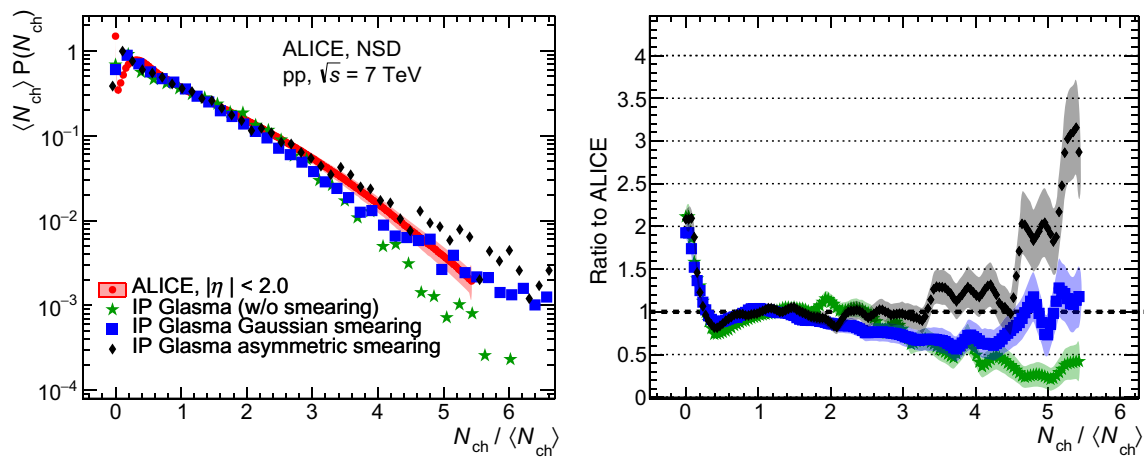 ⟨N_ch⟩ P(N_ch)
1
10⁻¹
10⁻²
10⁻³
10⁻⁴
ALICE, NSD
pp, √s = 7 TeV
ALICE, |η| < 2.0
IP Glasma (w/o smearing)
IP Glasma Gaussian smearing
IP Glasma asymmetric smearing
0 1 2 3 4 5 6
N_ch / ⟨N_ch⟩
Ratio to ALICE
4
3.5
3
2.5
2
1.5
1
0.5
0
0 1 2 3 4 5 6
N_ch / ⟨N_ch⟩